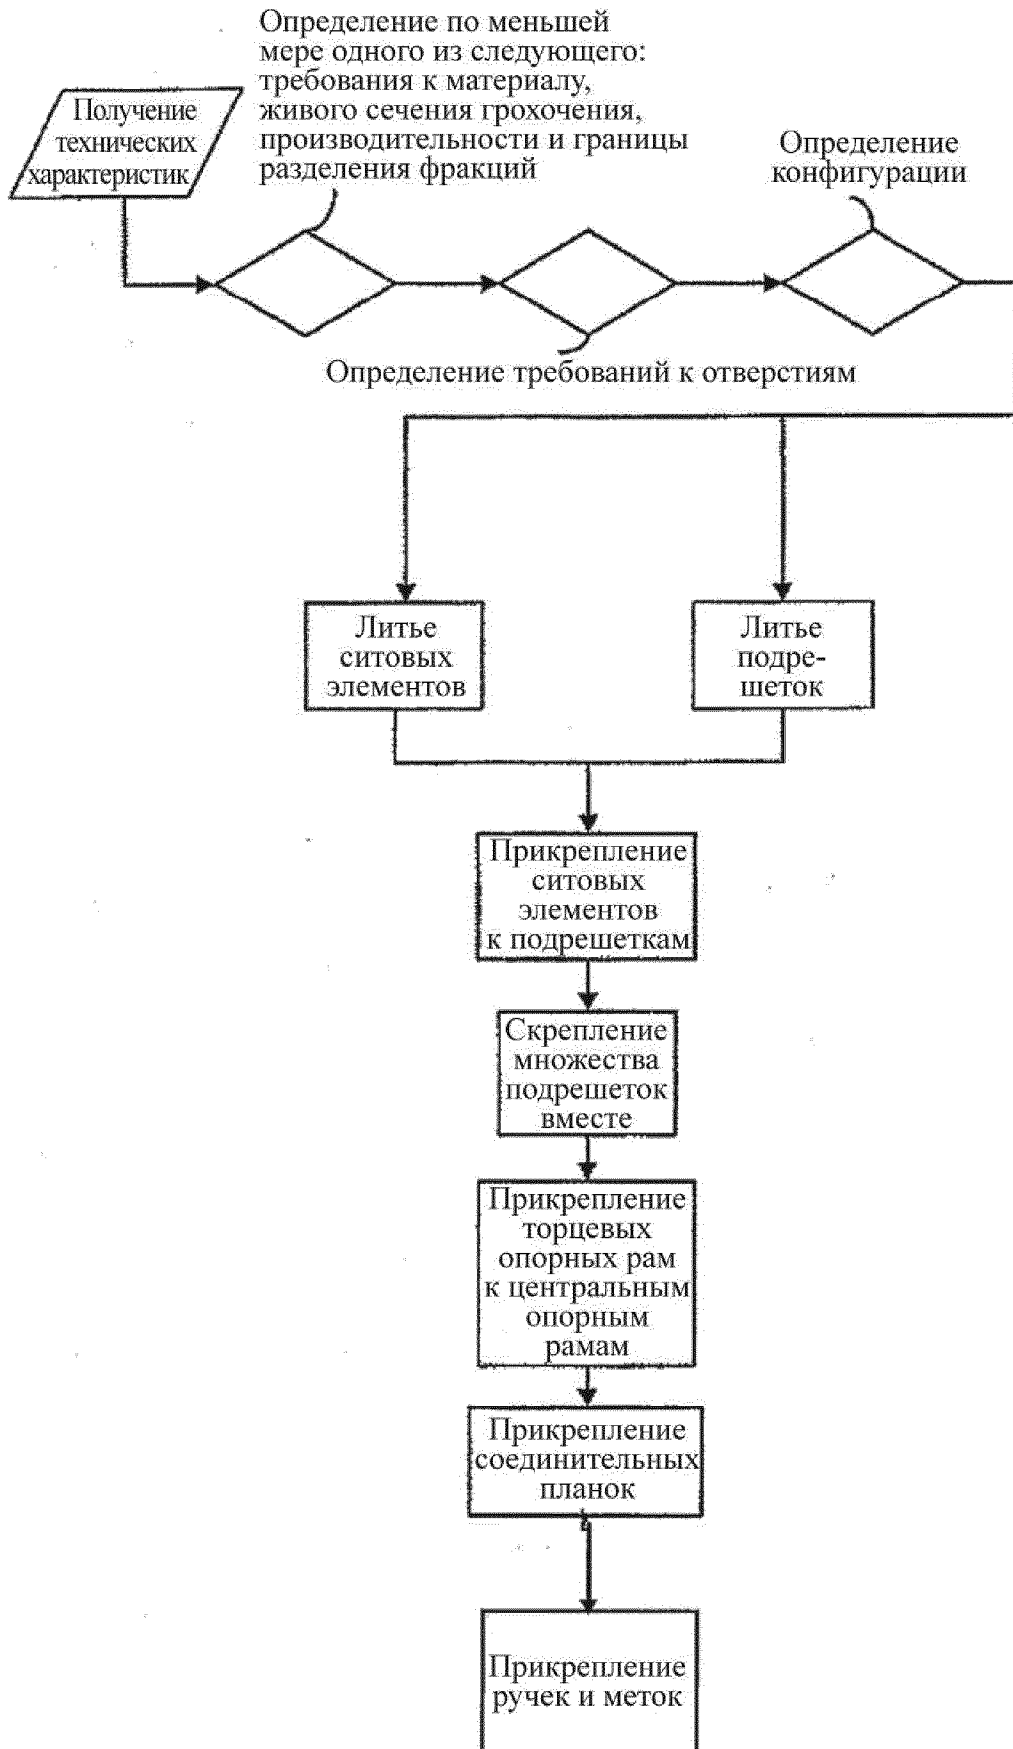 Определение по меньшей
мере одного из следующего:
требования к материалу,
живого сечения грохочения,
производительности и границы
разделения фракций
Получение
технических
характеристик
Определение
конфигурации
Определение требований к отверстиям
Литье
ситовых
элементов
Литье
подре-
шеток
Прикрепление
ситовых
элементов
к подрешеткам
Скрепление
множества
подрешеток
вместе
Прикрепление
торцевых
опорных рам
к центральным
опорным
рамам
Прикрепление
соединительных
планок
Прикрепление
ручек и меток